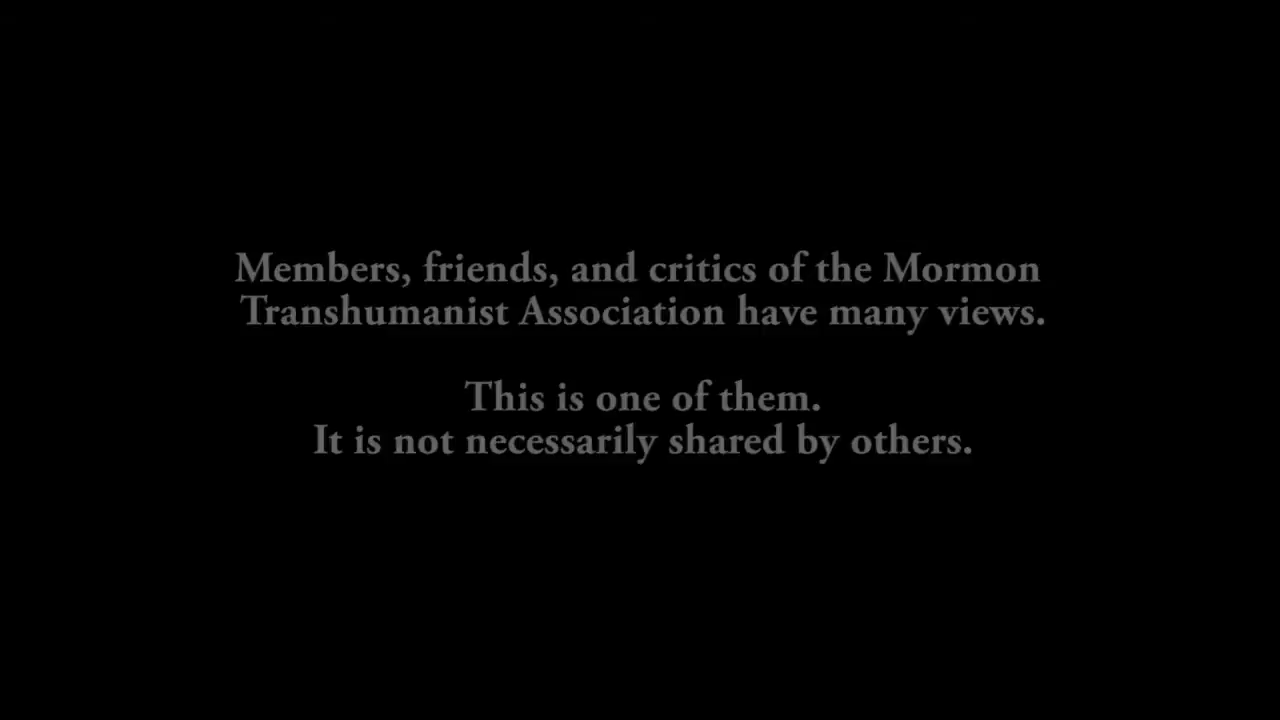 Members, friends, and critics of the Mormon
Transhumanist Association have many views.
This is one of them.
It is not necessarily shared by others.